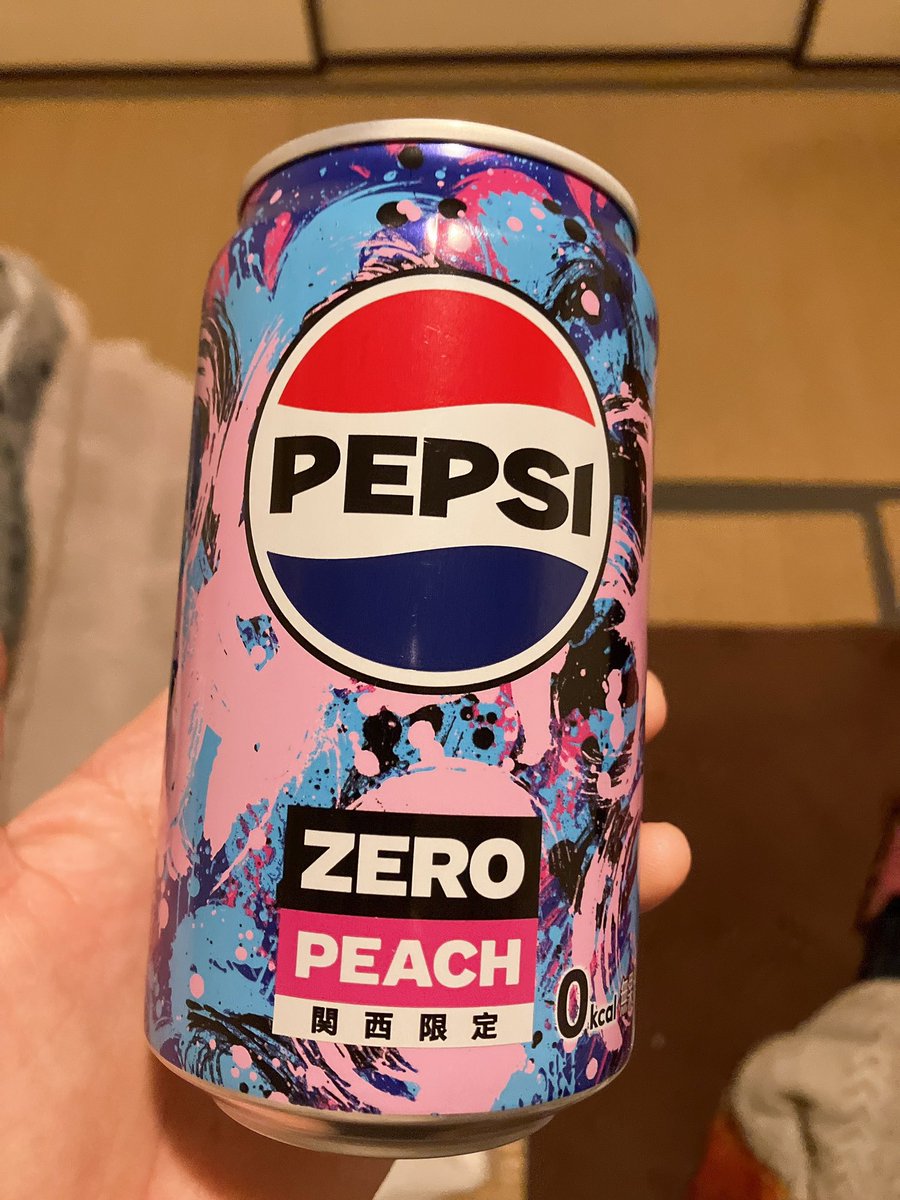 PEPSI
ZERO
PEACH
関西限定
0kcal